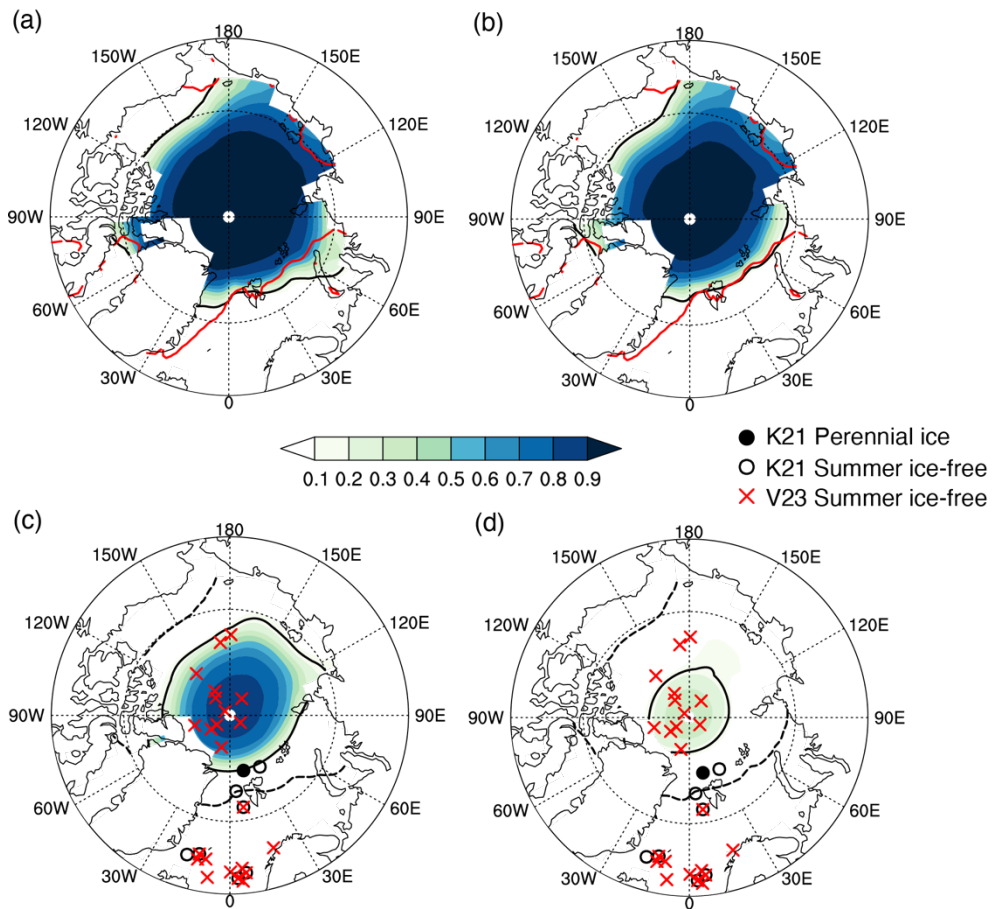 (a)
180
150W
150E
120W
120E
90W
90E
60W
60E
30W
30E
0
(b)
180
150W
150E
120W
120E
90W
90E
60W
60E
30W
30E
0
0.1 0.2 0.3 0.4 0.5 0.6 0.7 0.8 0.9
K21 Perennial ice
K21 Summer ice-free
V23 Summer ice-free
(c)
180
150W
150E
120W
120E
90W
90E
60W
60E
30W
30E
0
(d)
180
150W
150E
120W
120E
90W
90E
60W
60E
30W
30E
0